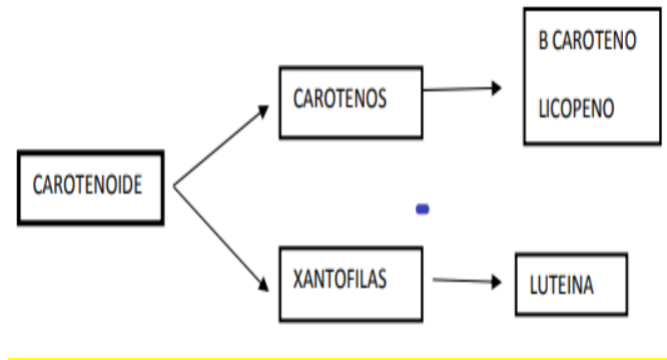 B CAROTENO
LICOPENO
CAROTENOS
CAROTENOIDE
XANTOFILAS
LUTEINA